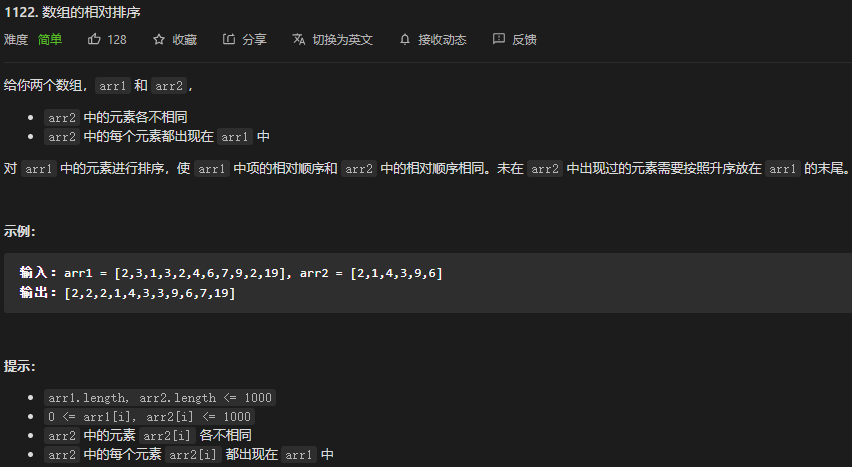 1122. 数组的相对排序
难度 简单 128 收藏 分享 切换为英文 接收动态 反馈
给你两个数组，arr1 和 arr2，
• arr2 中的元素各不相同
• arr2 中的每个元素都出现在 arr1 中
对 arr1 中的元素进行排序，使 arr1 中项的相对顺序和 arr2 中的相对顺序相同。未在 arr2 中出现过的元素需要按照升序放在 arr1 的末尾。
示例：
输入：arr1 = [2,3,1,3,2,4,6,7,9,2,19], arr2 = [2,1,4,3,9,6]
输出：[2,2,2,1,4,3,3,9,6,7,19]
提示：
• arr1.length, arr2.length <= 1000
• 0 <= arr1[i], arr2[i] <= 1000
• arr2 中的元素 arr2[i] 各不相同
• arr2 中的每个元素 arr2[i] 都出现在 arr1 中